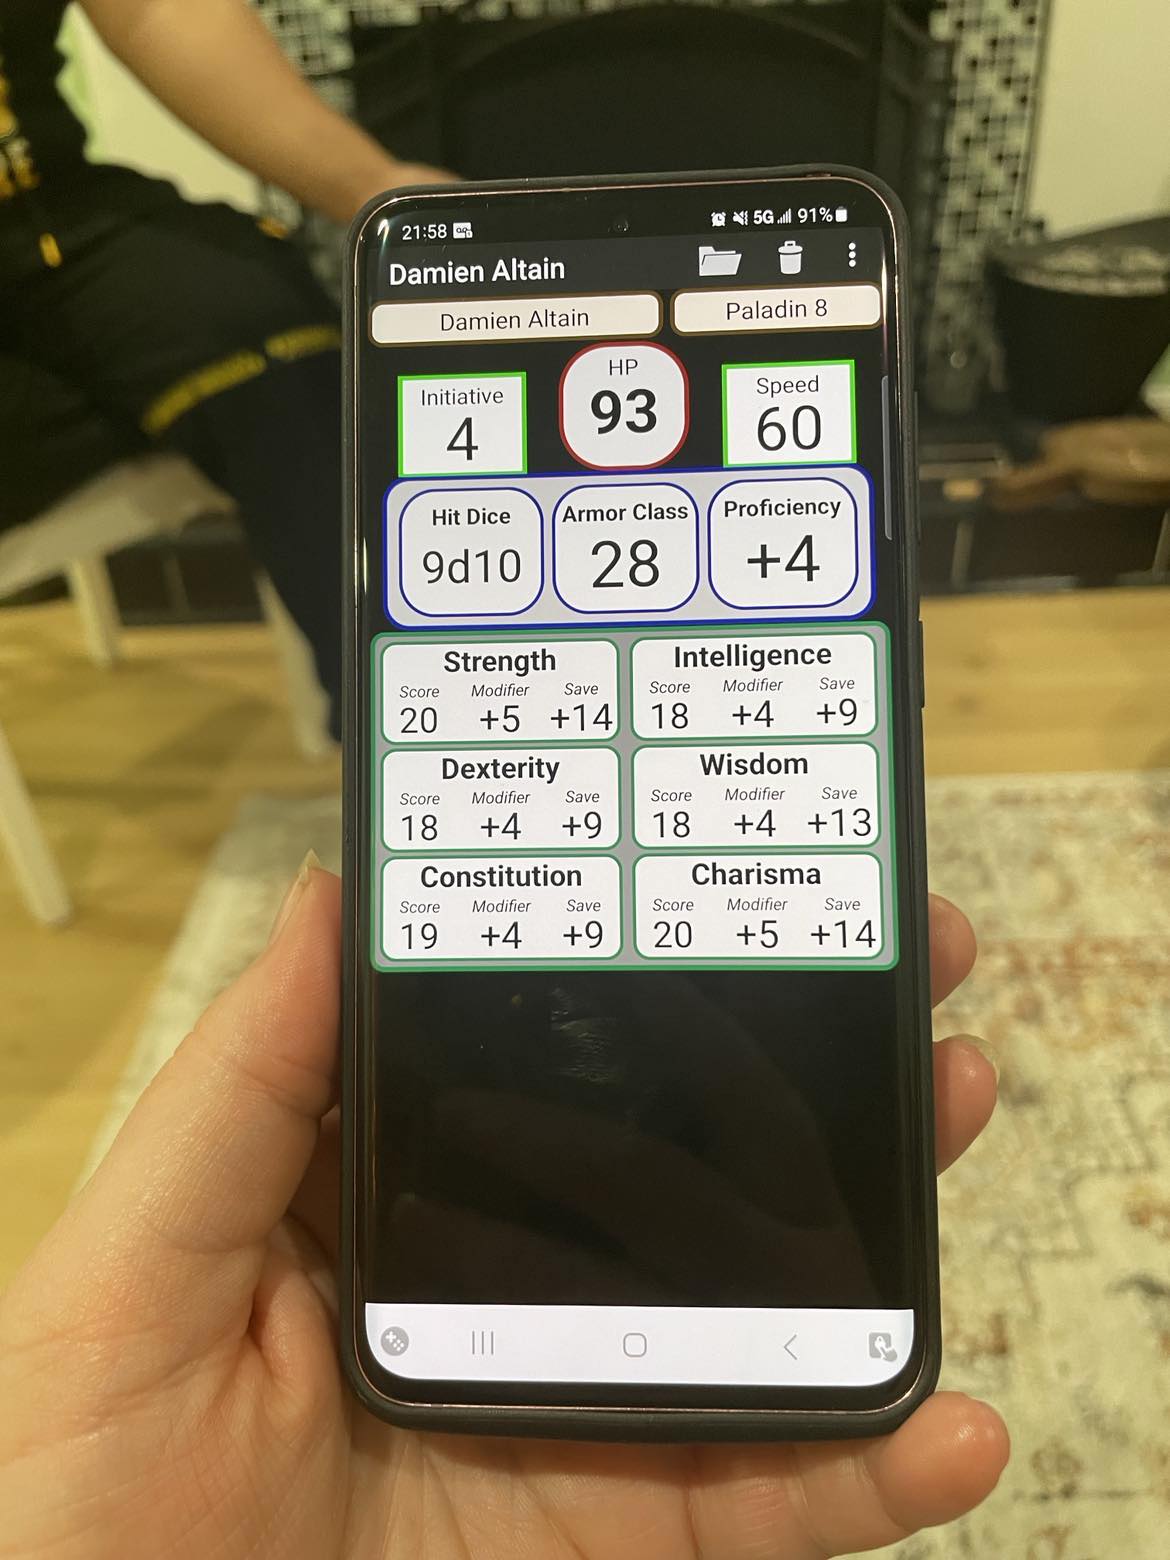 21:58 5G 91%
Damien Altain
Damien Altain Paladin 8
Initiative HP Speed
4 93 60
Hit Dice Armor Class Proficiency
9d10 28 +4
Strength Intelligence
Score Modifier Save Score Modifier Save
20 +5 +14 18 +4 +9
Dexterity Wisdom
Score Modifier Save Score Modifier Save
18 +4 +9 18 +4 +13
Constitution Charisma
Score Modifier Save Score Modifier Save
19 +4 +9 20 +5 +14